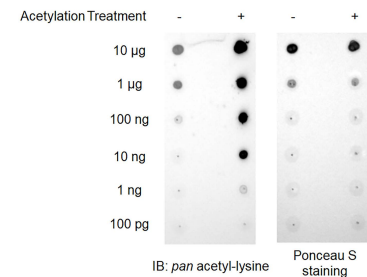 Acetylation Treatment - + - +
10 µg
1 µg
100 ng
10 ng
1 ng
100 pg
IB: pan acetyl-lysine
Ponceau S
staining